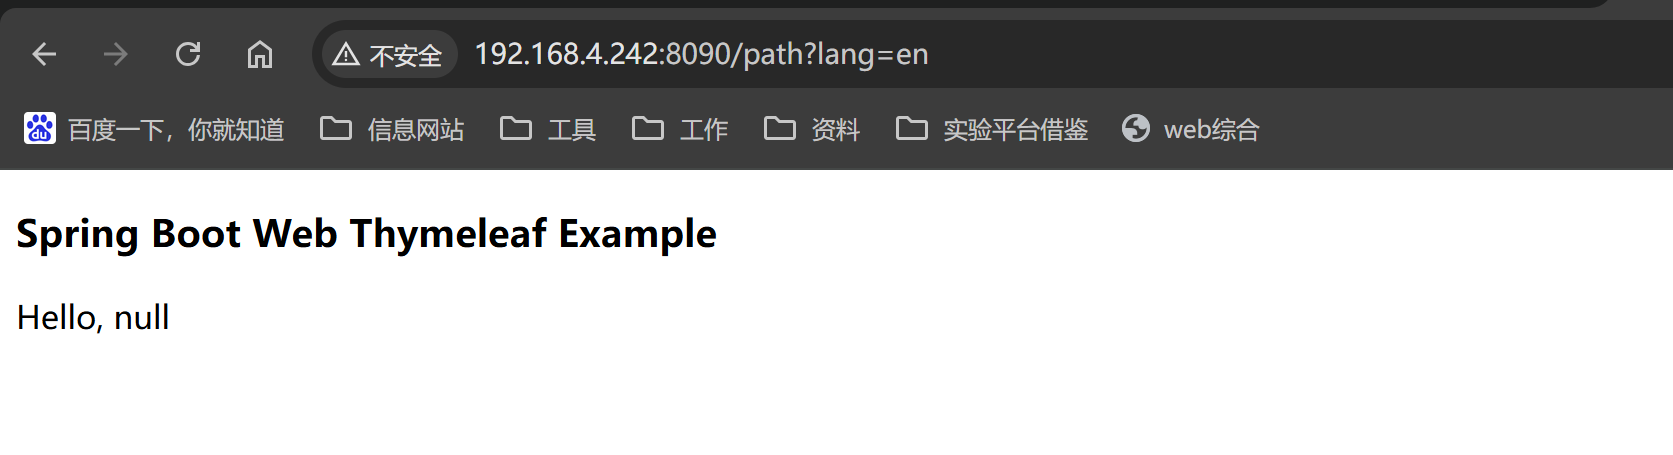 不安全 192.168.4.242:8090/path?lang=en
du 百度一下，你就知道 信息网站 工具 工作 资料 实验平台借鉴 web综合
Spring Boot Web Thymeleaf Example
Hello, null